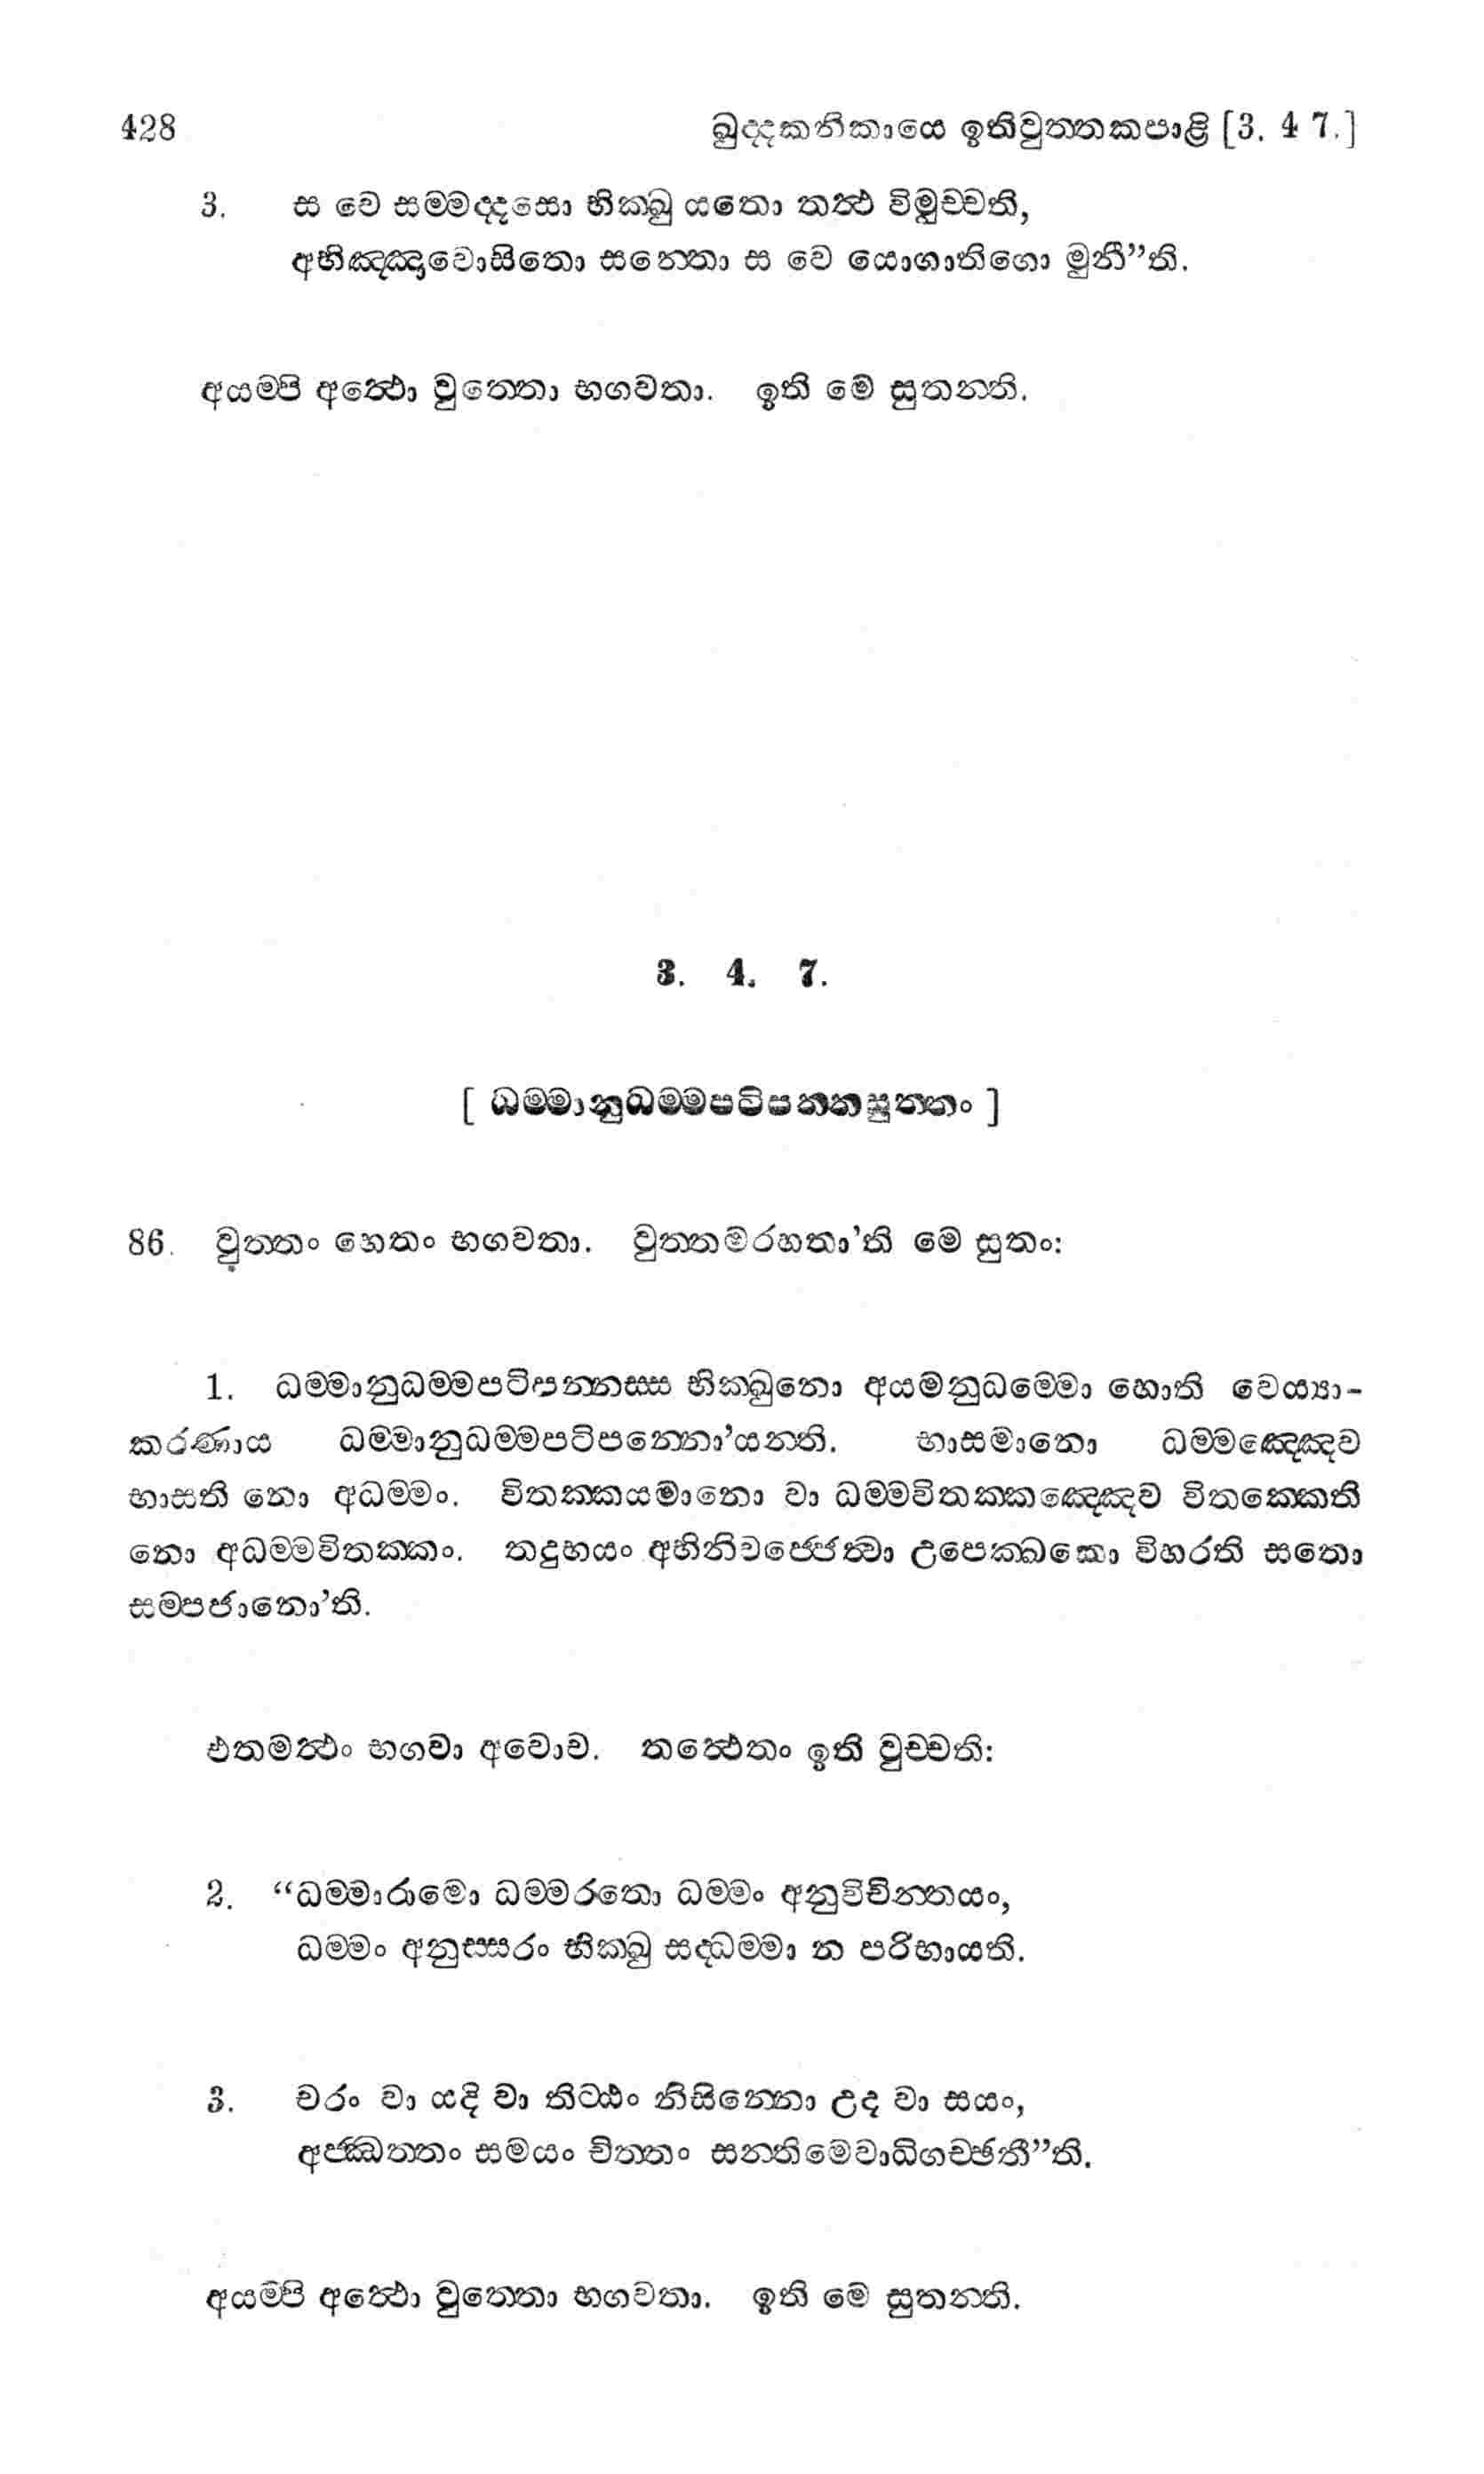 428 ඛුද්දකනිකායෙ ඉතිවුත්තකපාළි [3. 4 7.]
3. ස වෙ සම්මද්දසො භික්ඛු යතො තත්ථ විමුච්චති,
අභිඤ්ඤාවොසිතො සන්තො ස වෙ යොගාතිගො මුනී”ති.
අයම්පි අත්ථො වුත්තො භගවතා. ඉති මෙ සුතන්ති.
3. 4. 7.
[ ධම්මානුධම්මපටිපන්නසුත්තං ]
86. වුත්තං හෙතං භගවතා. වුත්තමරහතා’ති මෙ සුතං:
1. ධම්මානුධම්මපටිපන්නස්ස භික්ඛුනො අයමනුධම්මො හොති වෙය්‍යා-
කරණාය ධම්මානුධම්මපටිපන්නො’යන්ති. භාසමානො ධම්මඤ්ඤෙව
භාසති නො අධම්මං. විතක්කයමානො වා ධම්මවිතක්කඤ්ඤෙව විතක්කෙති
නො අධම්මවිතක්කං. තදුභයං අභිනිවජ්ජෙත්වා උපෙක්ඛකො විහරති සතො
සම්පජානො’ති.
එතමත්ථං භගවා අවොච. තත්ථෙතං ඉති වුච්චති:
2. “ධම්මාරාමො ධම්මරතො ධම්මං අනුවිචින්තයං,
ධම්මං අනුස්සරං භික්ඛු සද්ධම්මා න පරිභායති.
3. චරං වා යදි වා තිට්ඨං නිසින්නො උද වා සයං,
අජ්ඣත්තං සමයං චිත්තං සන්තිමෙවාධිගච්ඡතී”ති.
අයම්පි අත්ථො වුත්තො භගවතා. ඉති මෙ සුතන්ති.